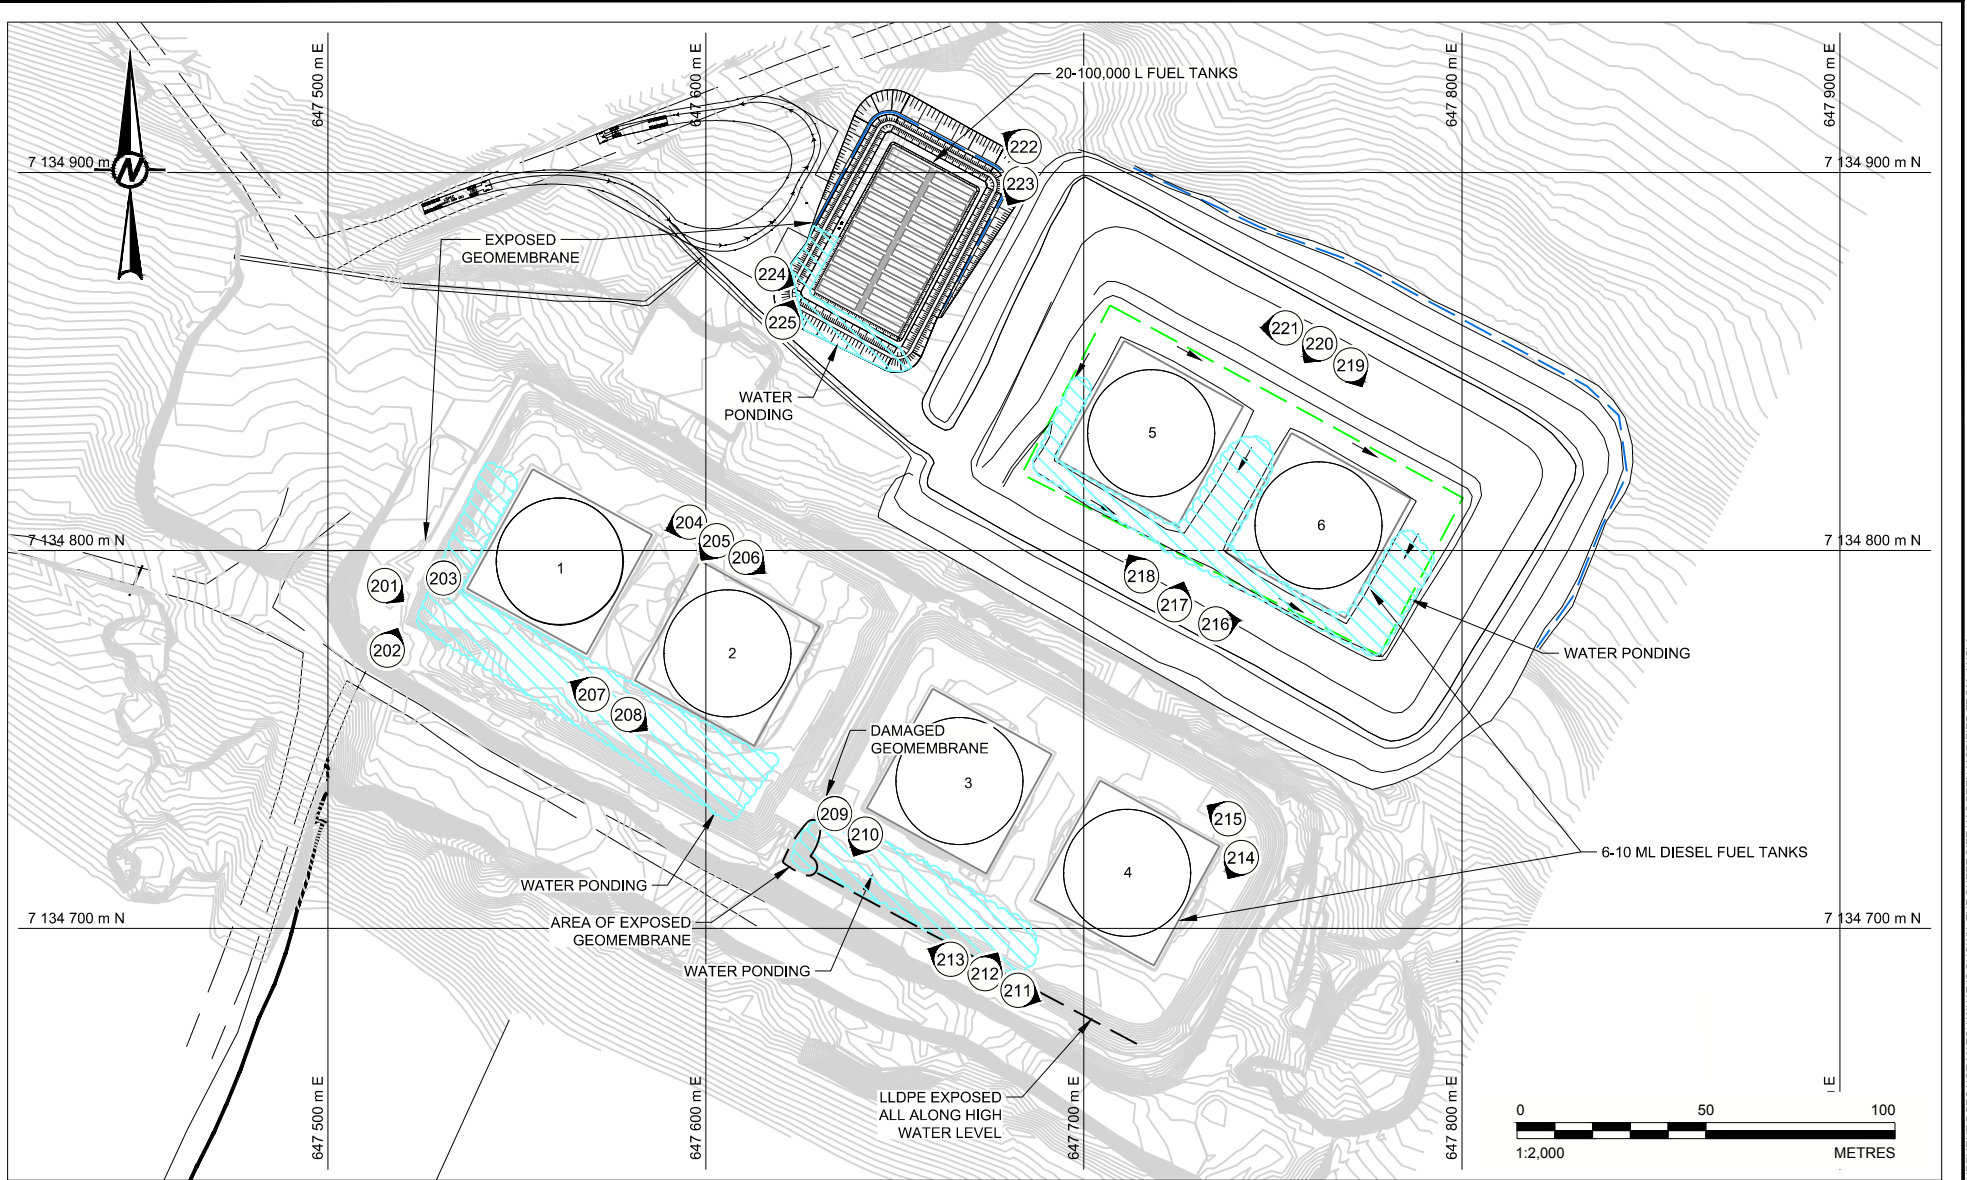 647 500 m E
647 600 m E
647 800 m E
647 900 m E
20-100,000 L FUEL TANKS
222
7 134 900 m
N
7 134 900 m N
223
EXPOSED
GEOMEMBRANE
224
225
221
220
219
WATER
PONDING
5
6
204
205
206
7 134 800 m N
7 134 800 m N
201
203
1
218
217
216
202
2
WATER PONDING
207
208
DAMAGED
GEOMEMBRANE
3
209
210
215
214
4
6-10 ML DIESEL FUEL TANKS
WATER PONDING
7 134 700 m N
AREA OF EXPOSED
GEOMEMBRANE
7 134 700 m N
WATER PONDING
213
212
211
LLDPE EXPOSED
ALL ALONG HIGH
WATER LEVEL
647 500 m E
647 600 m E
647 700 m E
647 800 m E
E
0 50 100
1:2,000 METRES